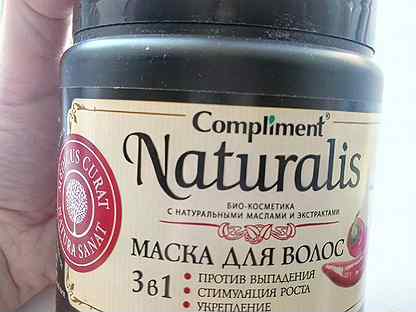 Compliment®
Naturalis
БИО-КОСМЕТИКА
С НАТУРАЛЬНЫМИ МАСЛАМИ И ЭКСТРАКТАМИ
МАСКА ДЛЯ ВОЛОС
3в1
• ПРОТИВ ВЫПАДЕНИЯ
• СТИМУЛЯЦИЯ РОСТА
• УКРЕПЛЕНИЕ
CURAT
NATURA SANAT